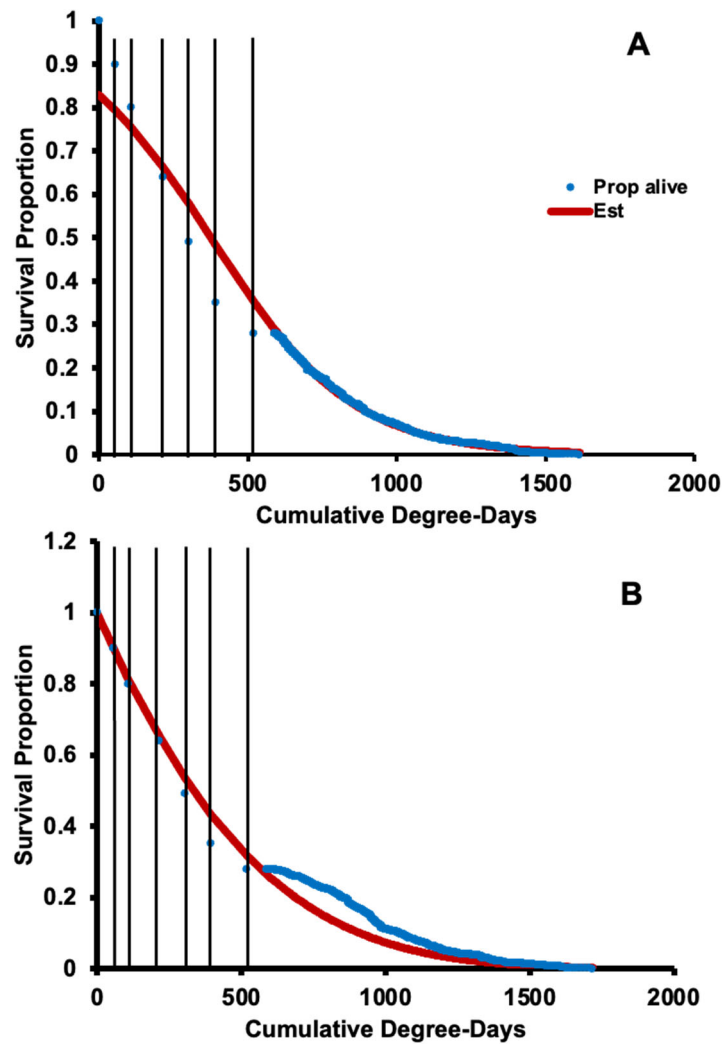 A
1
0.9
0.8
0.7
0.6
0.5
0.4
0.3
0.2
0.1
0
Survival Proportion
Prop alive
Est
0 500 1000 1500 2000
Cumulative Degree-Days
B
1.2
1
0.8
0.6
0.4
0.2
0
Survival Proportion
0 500 1000 1500 2000
Cumulative Degree-Days